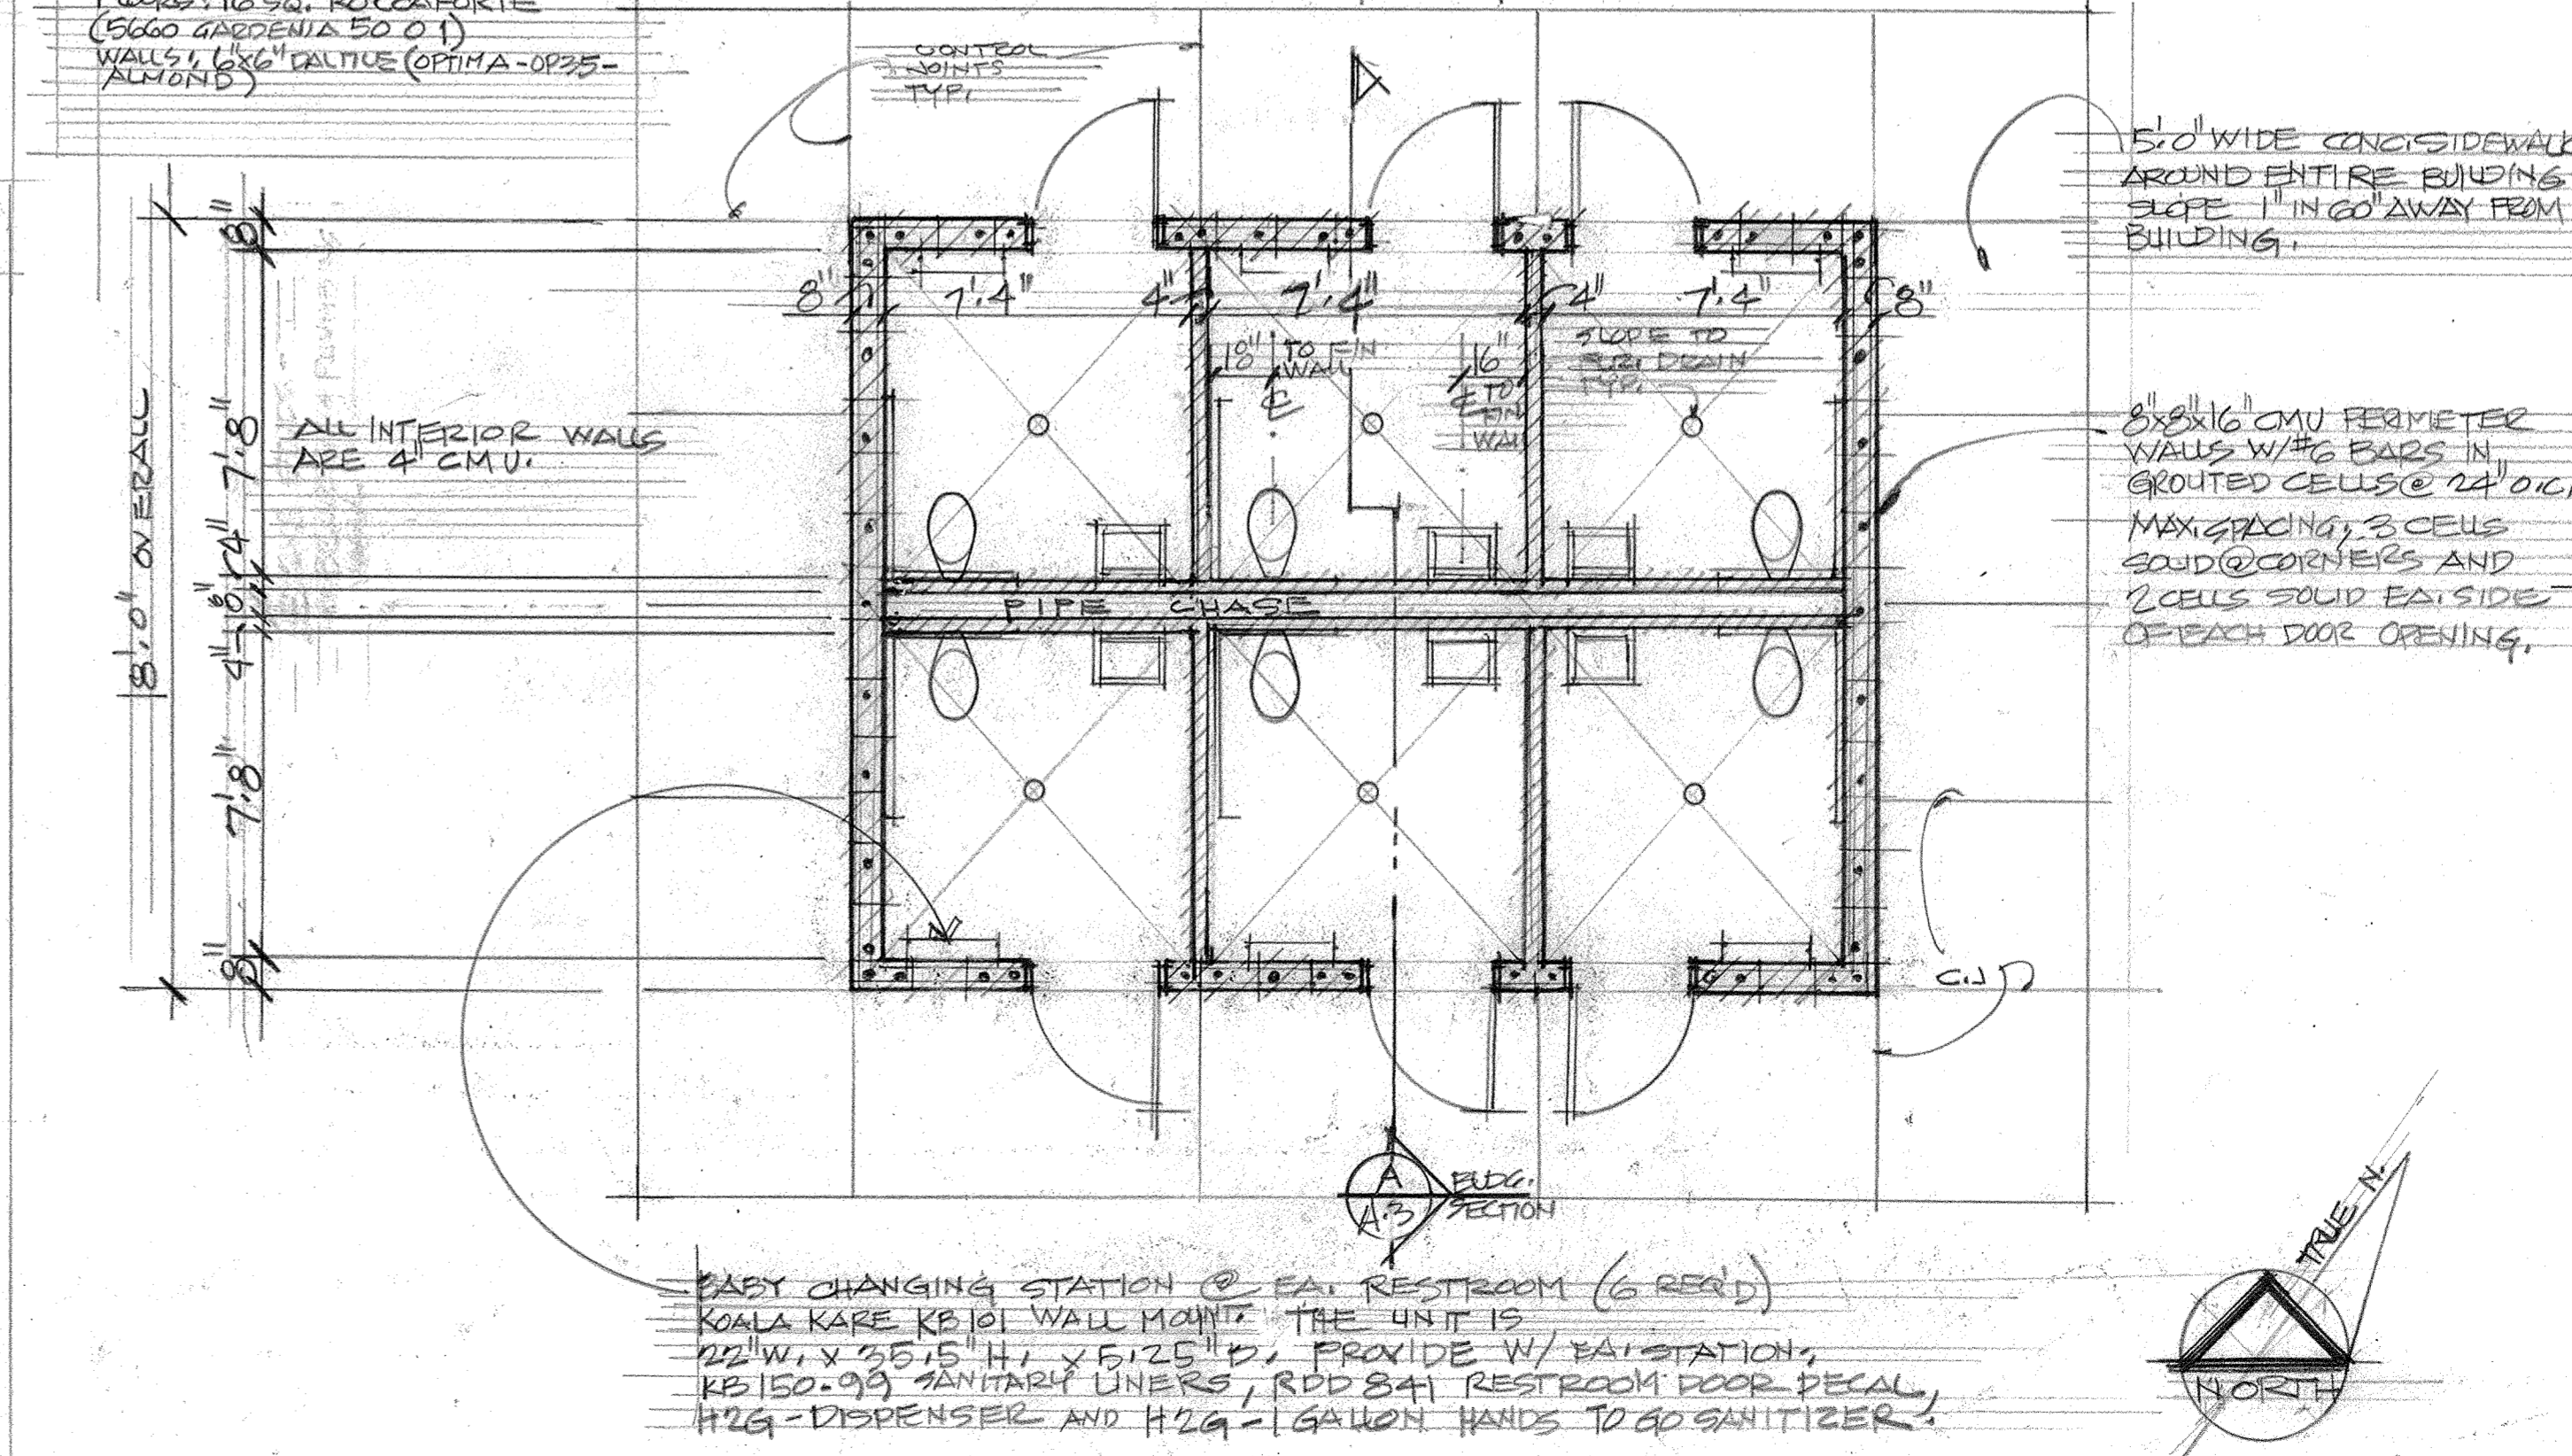 (5660 GARDENIA 50 0 1)
WALLS: 6"X6" DALTILE (OPTIMA-OP35-
ALMOND)
CONTROL
JOINTS
TYP.
5'.0" WIDE CONC. SIDEWALK
AROUND ENTIRE BUILDING
SLOPE 1" IN 60" AWAY FROM
BUILDING.
8"
8" 7'.4" 4" 7'.4" 4" 7'.4" 8"
18" TO FIN
WALL
℄
16"
℄ TO
FIN
WALL
SLOPE TO
DRAIN
TYP.
ALL INTERIOR WALLS
ARE 4" CMU.
8'.0" OVERALL
7'.8"
4"
4"
7'.8"
8"
8"x8"x16" CMU PERIMETER
WALLS W/#6 BARS IN
GROUTED CELLS @ 24" O.C.
MAX. SPACING, 3 CELLS
SOLID @ CORNERS AND
2 CELLS SOLID EA. SIDE
OF EACH DOOR OPENING.
PIPE CHASE
C.J
A
A.3
BLDG.
SECTION
BABY CHANGING STATION @ EA. RESTROOM (6 REQ'D)
KOALA KARE KB101 WALL MOUNT. THE UNIT IS
22"W. x 35.5"H. x 5.25"D. PROVIDE W/ EA. STATION:
KB150-99 SANITARY LINERS, RDD 841 RESTROOM DOOR DECAL,
H2G-DISPENSER AND H2G-1 GALLON HANDS TO GO SANITIZER.
TRUE N.
NORTH